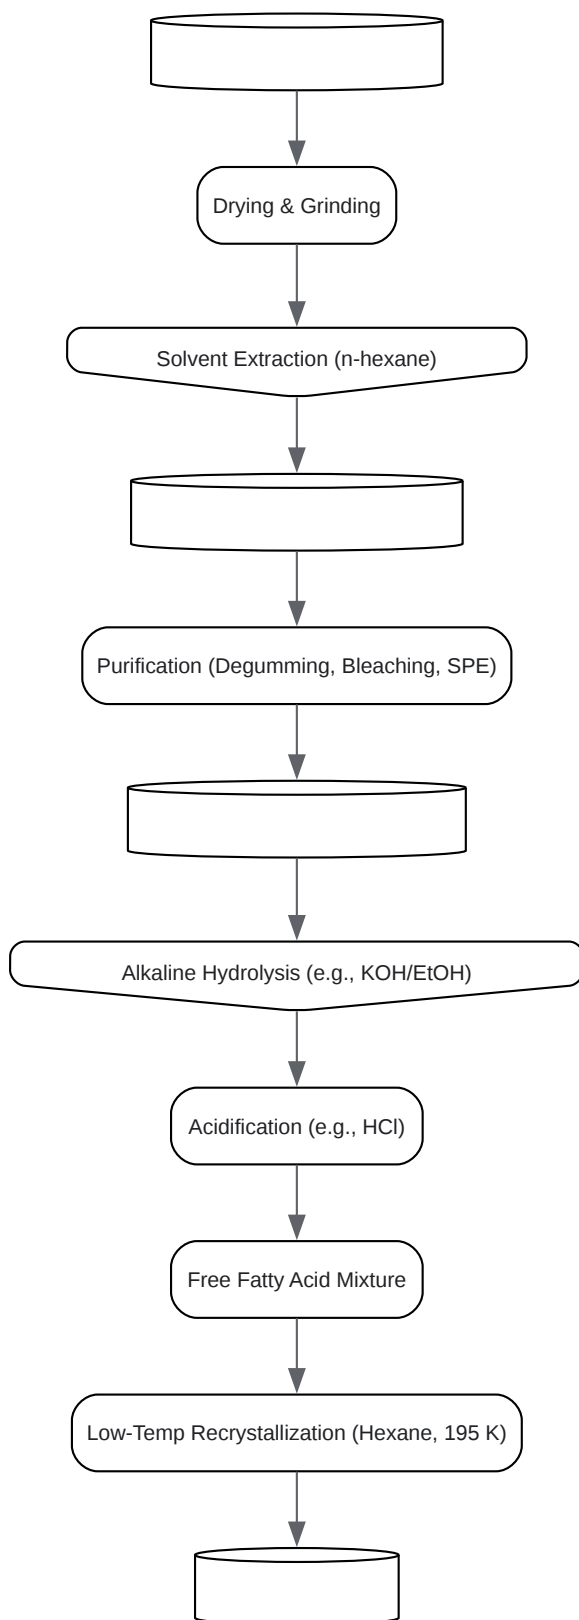 Drying & Grinding
Solvent Extraction (n-hexane)
Purification (Degumming, Bleaching, SPE)
Alkaline Hydrolysis (e.g., KOH/EtOH)
Acidification (e.g., HCl)
Free Fatty Acid Mixture
Low-Temp Recrystallization (Hexane, 195 K)